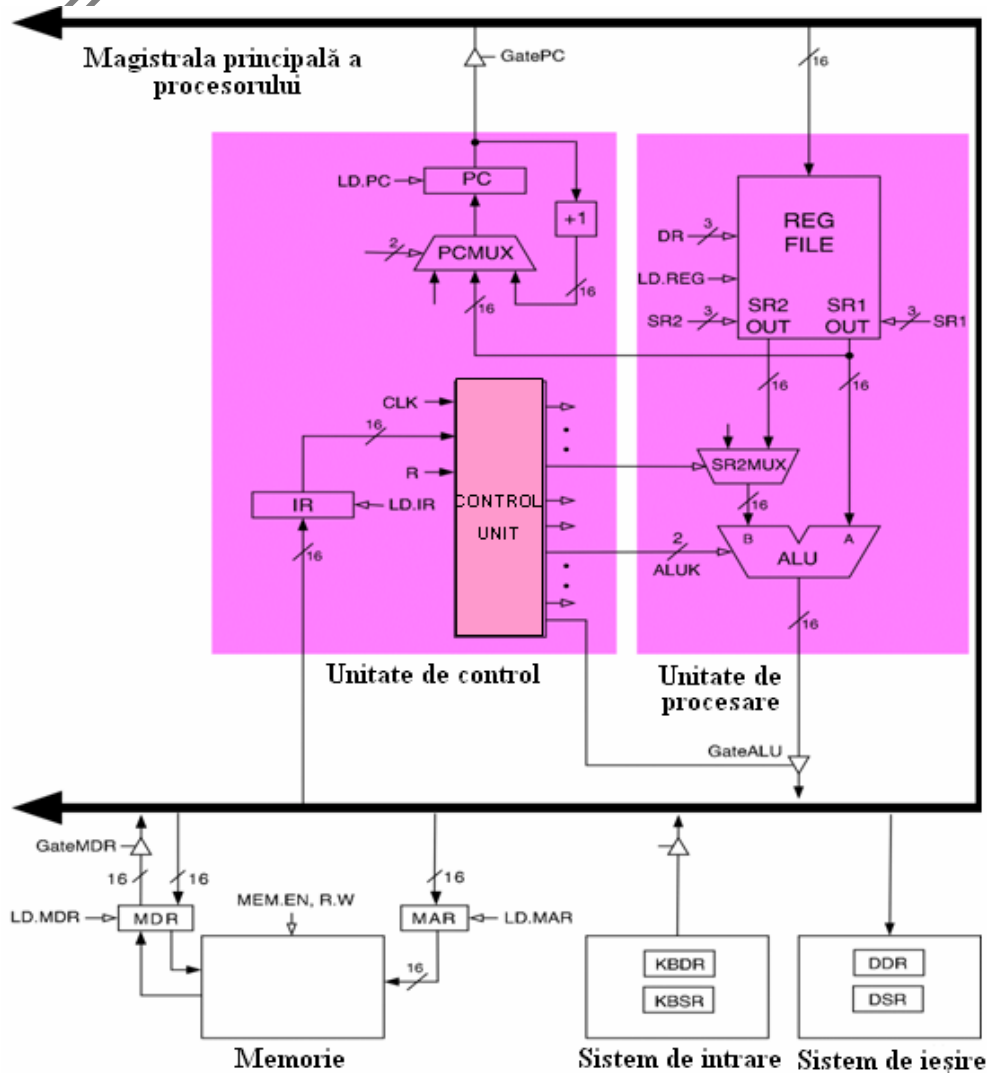 Magistrala principală a
procesorului
GatePC
16
LD.PC
PC
+1
2
PCMUX
16
16
REG
FILE
DR
3
LD.REG
SR2
3
SR2
OUT
SR1
OUT
3
SR1
16
16
CLK
16
R
IR
LD.IR
16
CONTROL
UNIT
SR2MUX
16
B
A
ALU
2
ALUK
16
Unitate de control
Unitate de
procesare
GateALU
GateMDR
16
16
LD.MDR
MDR
MEM.EN, R.W
16
MAR
LD.MAR
16
KBDR
KBSR
DDR
DSR
Memorie
Sistem de intrare
Sistem de ieșire